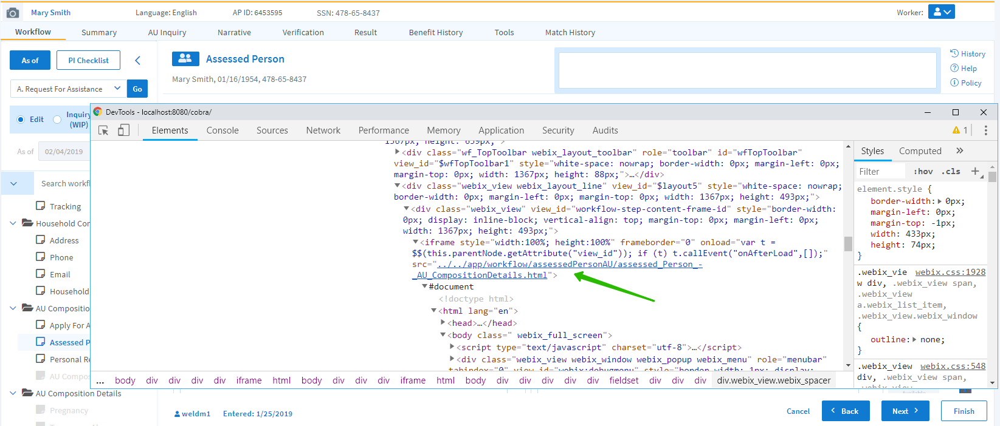 Mary Smith Language: English AP ID: 6453595 SSN: 478-65-8437 Worker:
Workflow Summary AU Inquiry Narrative Verification Result Benefit History Tools Match History
As of PI Checklist
Assessed Person
Mary Smith, 01/16/1954, 478-65-8437
History
Help
Policy
A. Request For Assistance Go
Edit Inquiry (WIP)
As of 02/04/2019
Search workfl
Tracking
Household Con
Address
Phone
Email
Household
AU Compositio
Apply For A
Assessed P
Personal Re
AU Compos
AU Composition Details
Pregnancy
DevTools - localhost:8080/cobra/
Elements Console Sources Network Performance Memory Application Security Audits 1
1367px; height: 659px; >
<div class="wf_TopToolbar webix_layout_toolbar" role="toolbar" id="wfTopToolbar"
view_id="$wfTopToolbar1" style="white-space: nowrap; border-width: 0px; margin-left: 0px;
margin-top: 0px; width: 1367px; height: 88px;">…</div>
<div class="webix_view webix_layout_line" view_id="$layout5" style="white-space: nowrap;
border-width: 0px; margin-left: 0px; margin-top: 0px; width: 1367px; height: 493px;">
<div class="webix_view" view_id="workflow-step-content-frame-id" style="border-width:
0px; display: inline-block; vertical-align: top; margin-top: 0px; margin-left: 0px;
width: 1367px; height: 493px;">
<iframe style="width:100%; height:100%" frameborder="0" onload="var t =
$$(this.parentNode.getAttribute("view_id")); if (t) t.callEvent("onAfterLoad",[]);"
src="../../app/workflow/assessedPersonAU/assessed_Person_-
_AU_CompositionDetails.html">
#document
<!doctype html>
<html lang="en">
<head>…</head>
<body class=" webix_full_screen">
<script type="text/javascript" charset="utf-8">…</script>
<div class="webix_view webix_window webix_popup webix_menu" role="menubar"
tabindex="0" view_id="webix:debugmenu" style="border-width: 1px; display:
... body div div div div iframe html body div div div iframe html body div div div div div fieldset div div div div.webix_view.webix_spacer
Styles Computed »
Filter :hov .cls +
element.style {
border-width: 0px;
margin-left: 0px;
margin-top: -1px;
width: 433px;
height: 74px;
}
.webix_vie webix.css:1928
w div, .webix_view span,
.webix_view
a.webix_list_item,
.webix_view.webix_window
{
outline: none;
}
.webix_view webix.css:548
div, .webix_view span,
.webix_view
weldm1 Entered: 1/25/2019 Cancel Back Next Finish